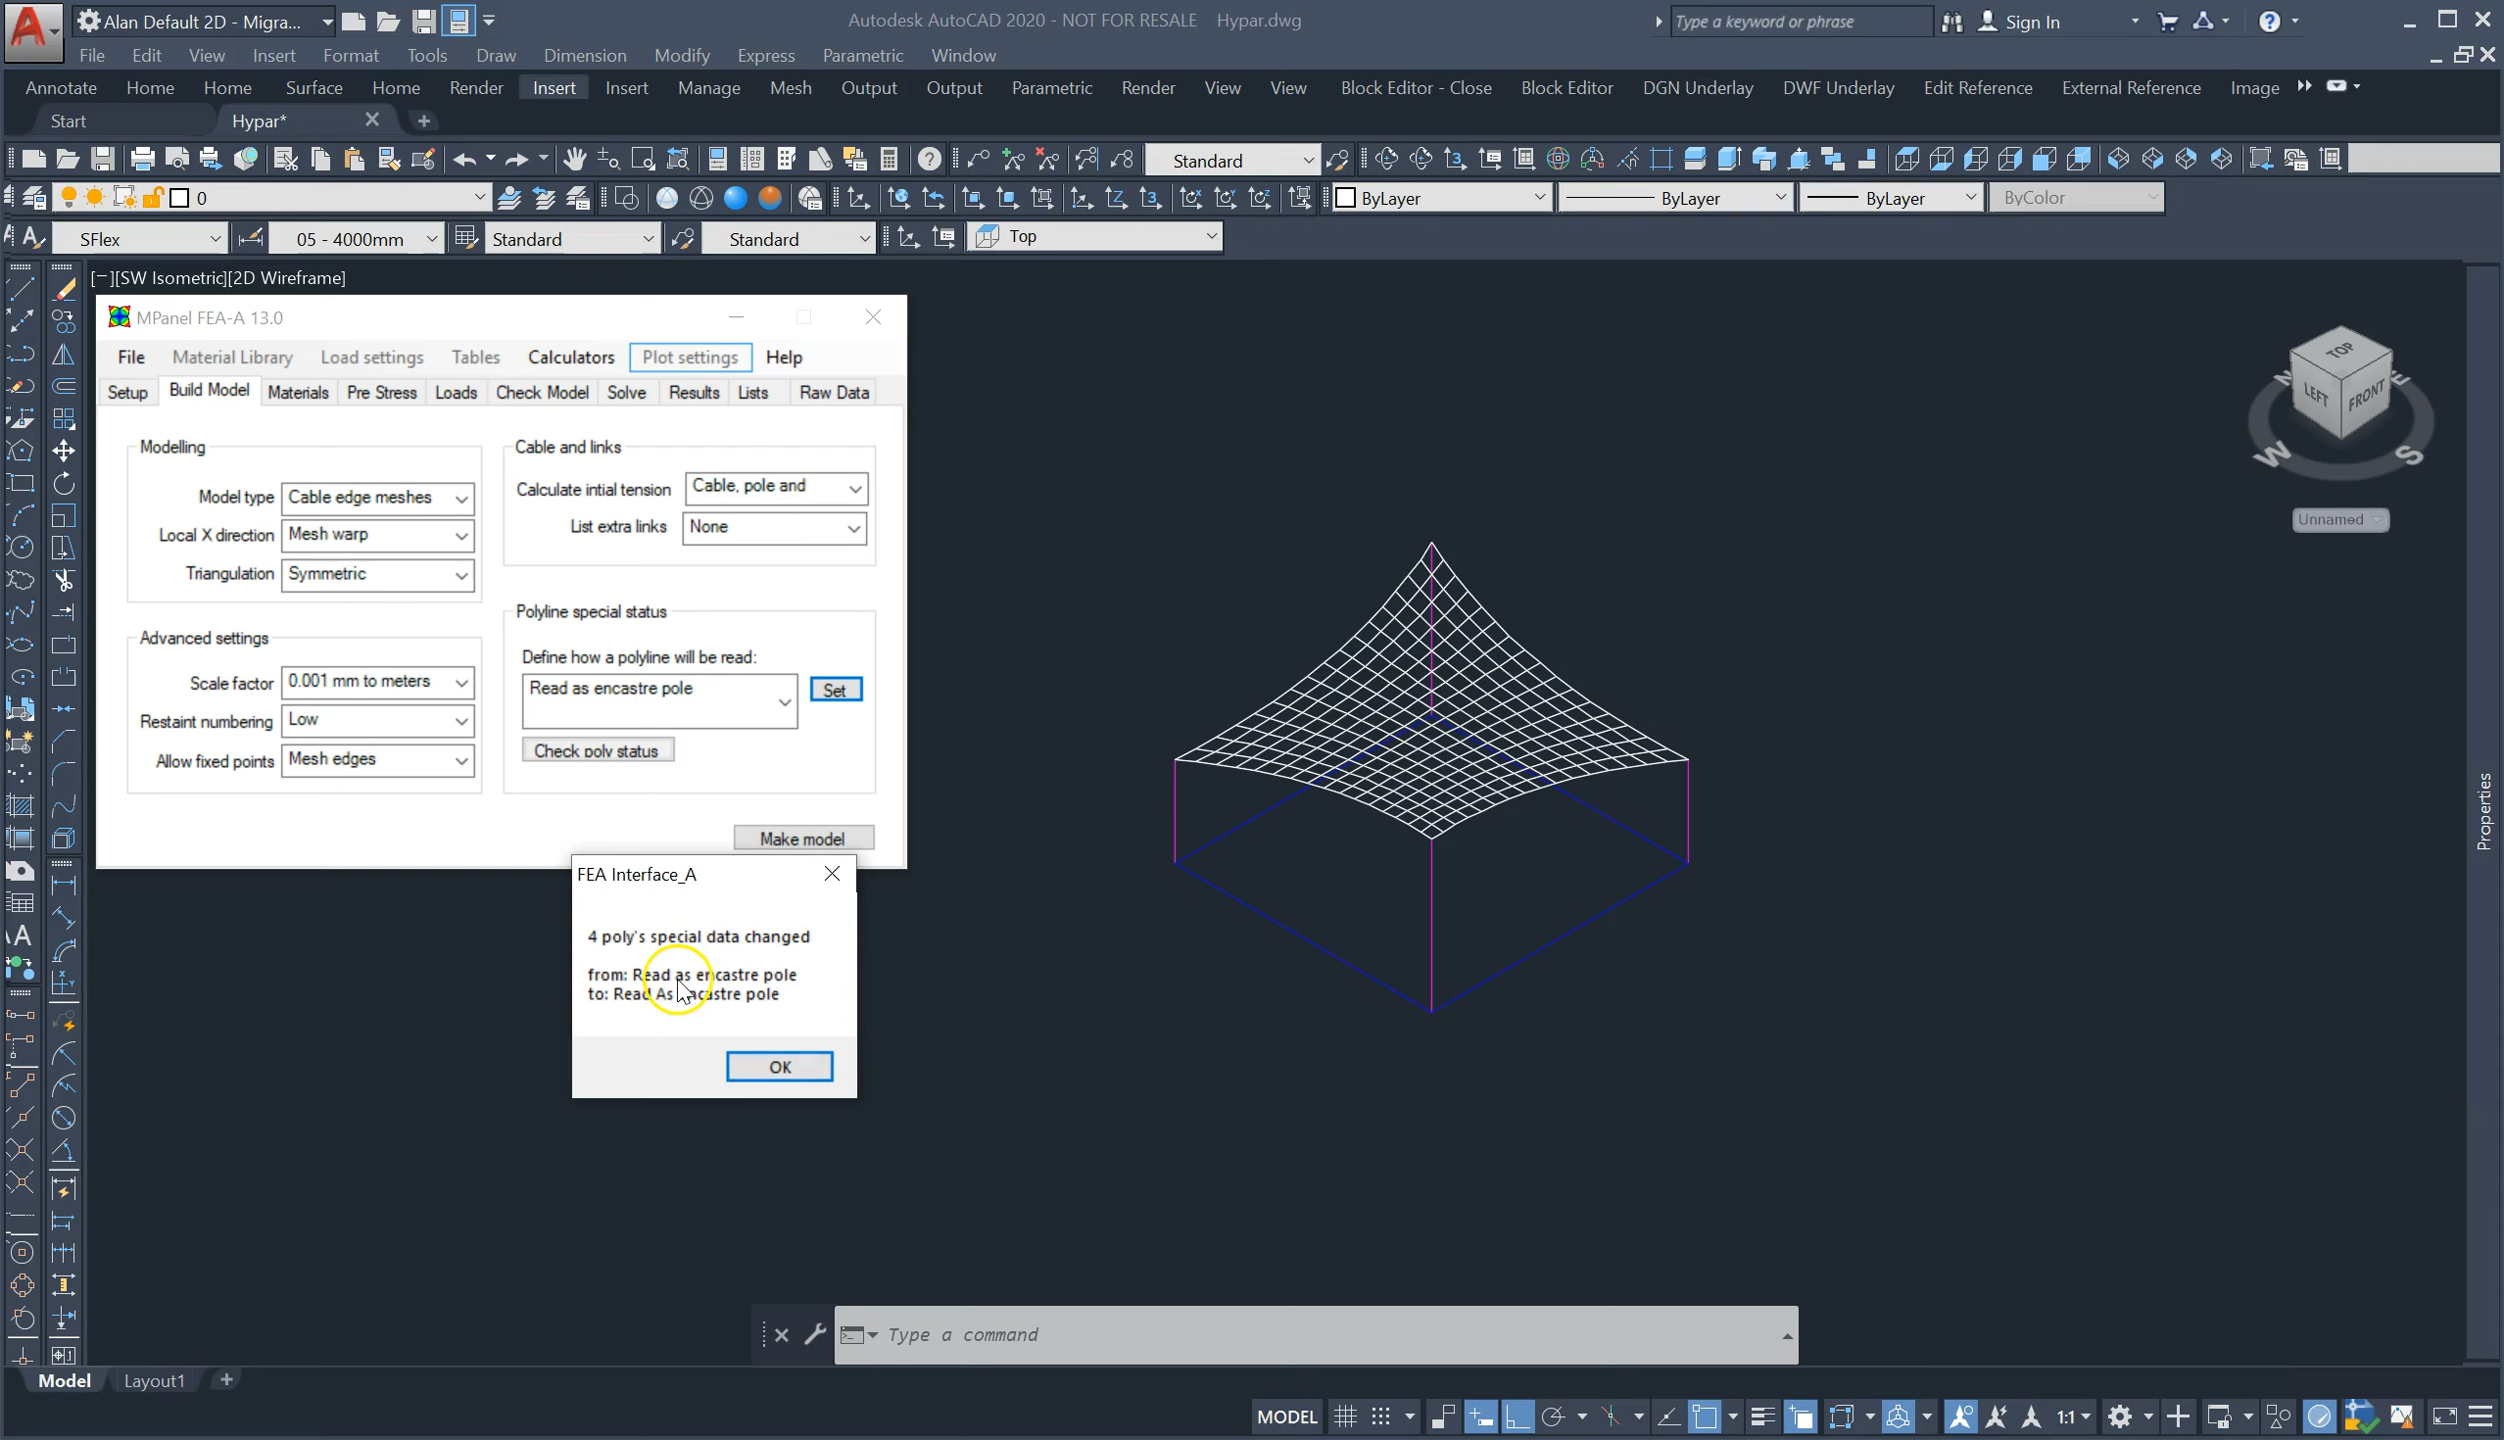 Alan Default 2D - Migra...
Autodesk AutoCAD 2020 - NOT FOR RESALE Hypar.dwg
Type a keyword or phrase
Sign In
File Edit View Insert Format Tools Draw Dimension Modify Express Parametric Window
Annotate Home Home Surface Home Render Insert Insert Manage Mesh Output Output Parametric Render View View Block Editor - Close Block Editor DGN Underlay DWF Underlay Edit Reference External Reference Image
Start Hypar*
Standard
0 ByLayer ByLayer ByLayer ByColor
SFlex 05 - 4000mm Standard Standard Top
[−][SW Isometric][2D Wireframe]
MPanel FEA-A 13.0
File Material Library Load settings Tables Calculators Plot settings Help
Setup Build Model Materials Pre Stress Loads Check Model Solve Results Lists Raw Data
Modelling
Model type Cable edge meshes
Local X direction Mesh warp
Triangulation Symmetric
Advanced settings
Scale factor 0.001 mm to meters
Restaint numbering Low
Allow fixed points Mesh edges
Cable and links
Calculate intial tension Cable, pole and
List extra links None
Polyline special status
Define how a polyline will be read:
Read as encastre pole Set
Check poly status
Make model
FEA Interface_A
4 poly's special data changed
from: Read as encastre pole
to: Read As encastre pole
OK
TOP
LEFT FRONT
W S
Unnamed
Properties
Type a command
Model Layout1
MODEL 1:1